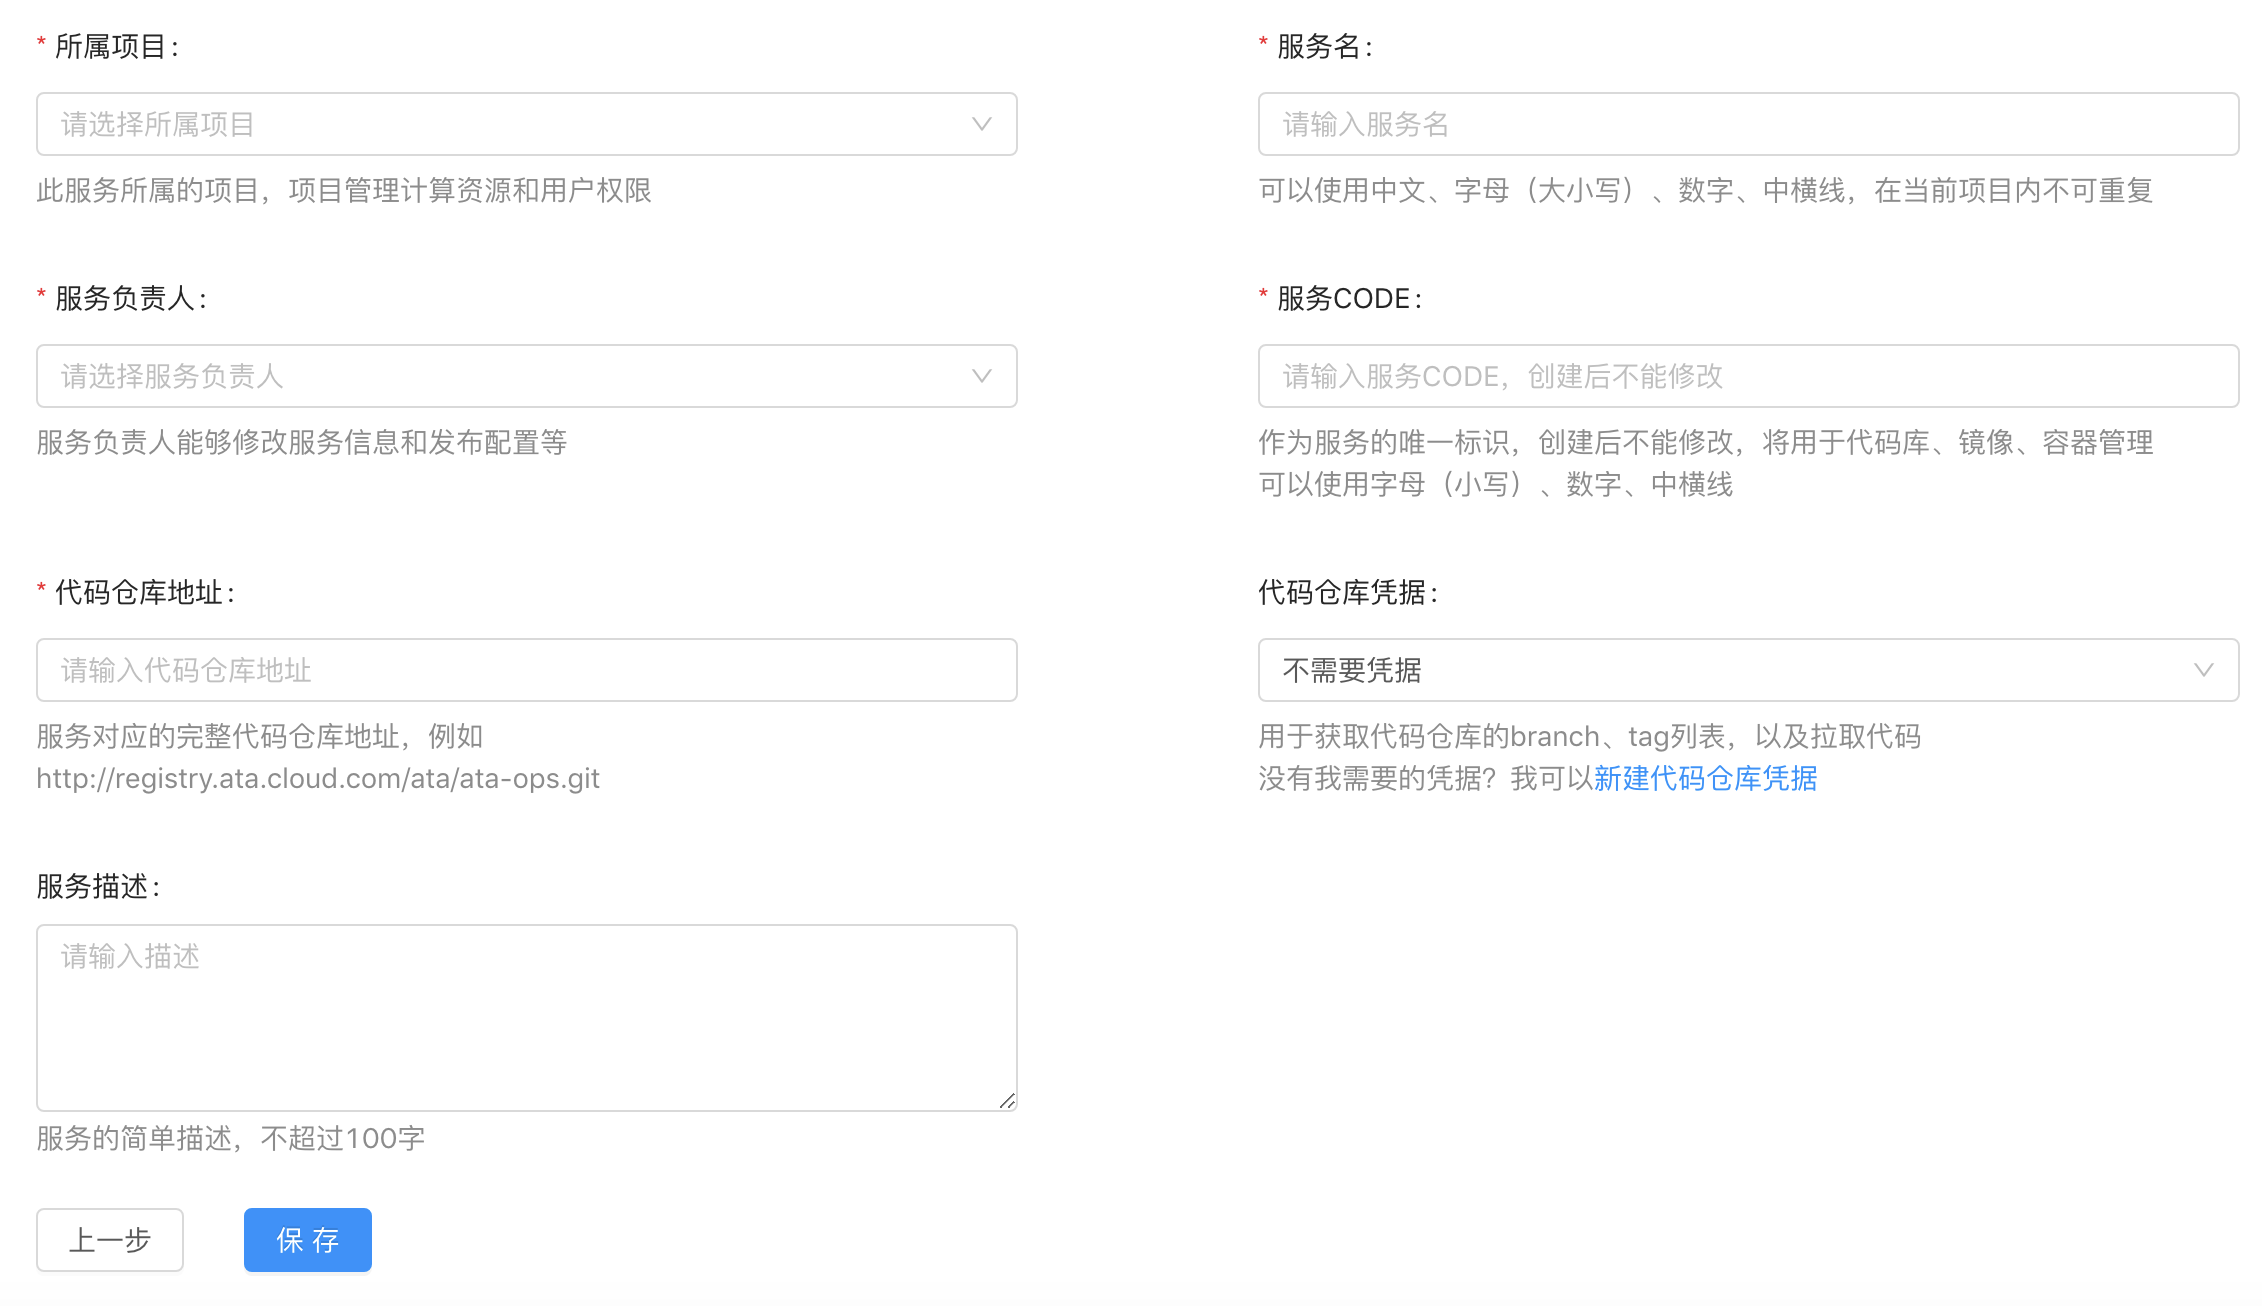 * 所属项目:
请选择所属项目
此服务所属的项目，项目管理计算资源和用户权限
* 服务名:
请输入服务名
可以使用中文、字母（大小写）、数字、中横线，在当前项目内不可重复
* 服务负责人:
请选择服务负责人
服务负责人能够修改服务信息和发布配置等
* 服务CODE:
请输入服务CODE，创建后不能修改
作为服务的唯一标识，创建后不能修改，将用于代码库、镜像、容器管理
可以使用字母（小写）、数字、中横线
* 代码仓库地址:
请输入代码仓库地址
服务对应的完整代码仓库地址，例如
http://registry.ata.cloud.com/ata/ata-ops.git
代码仓库凭据:
不需要凭据
用于获取代码仓库的branch、tag列表，以及拉取代码
没有我需要的凭据？我可以新建代码仓库凭据
服务描述:
请输入描述
服务的简单描述，不超过100字
上一步
保 存